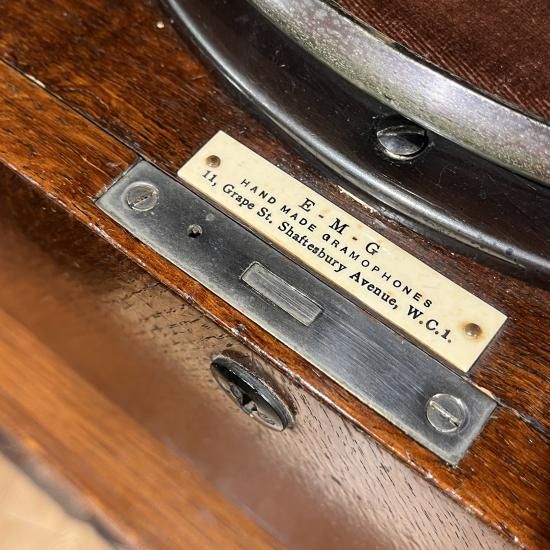 E - M - G
HAND MADE GRAMOPHONES
11, Grape St. Shaftesbury Avenue, W.C.1.